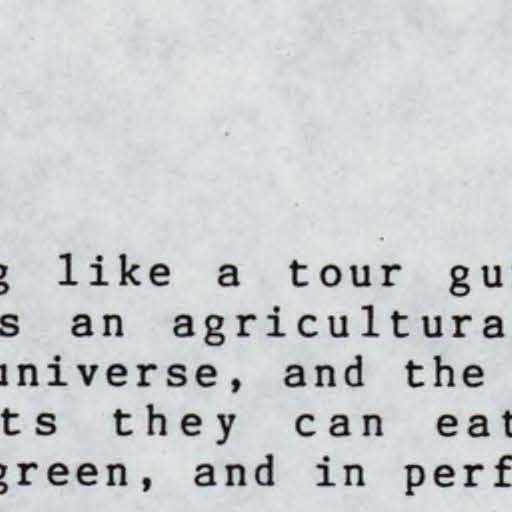 g like a tour gu
s an agricultura
universe, and the
ts they can eat
green, and in perf